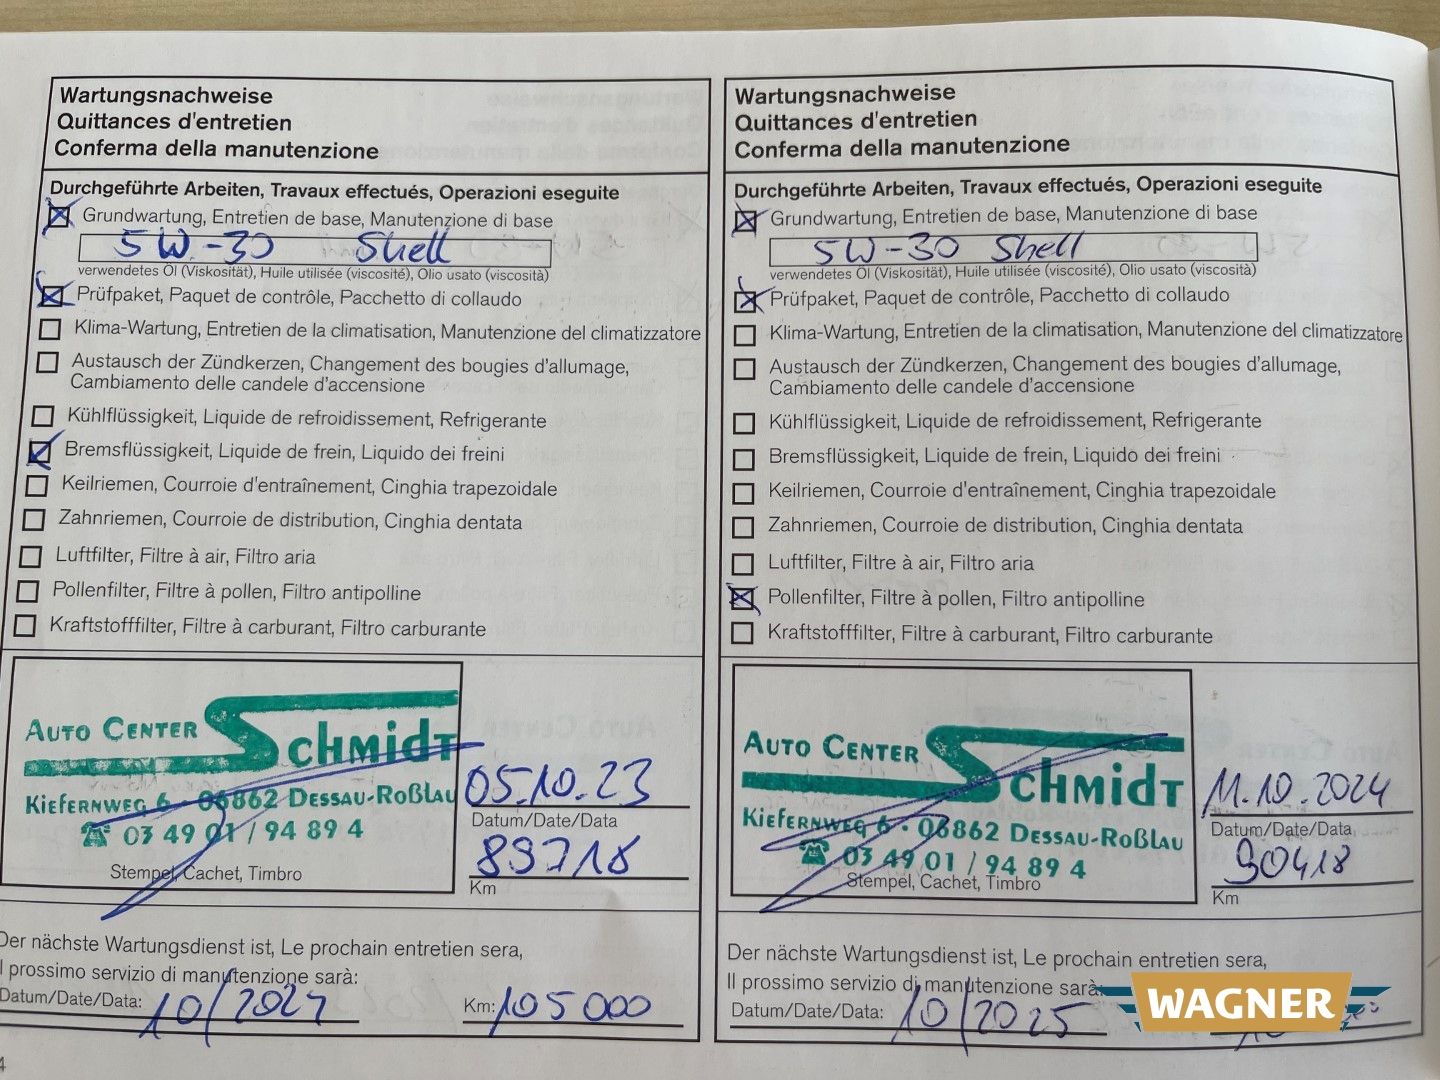 Wartungsnachweise
Quittances d'entretien
Conferma della manutenzione
Durchgeführte Arbeiten, Travaux effectués, Operazioni eseguite
Grundwartung, Entretien de base, Manutenzione di base
5W-30 Shell
verwendetes Öl (Viskosität), Huile utilisée (viscosité), Olio usato (viscosità)
Prüfpaket, Paquet de contrôle, Pacchetto di collaudo
Klima-Wartung, Entretien de la climatisation, Manutenzione del climatizzatore
Austausch der Zündkerzen, Changement des bougies d'allumage,
Cambiamento delle candele d'accensione
Kühlflüssigkeit, Liquide de refroidissement, Refrigerante
Bremsflüssigkeit, Liquide de frein, Liquido dei freini
Keilriemen, Courroie d'entraînement, Cinghia trapezoidale
Zahnriemen, Courroie de distribution, Cinghia dentata
Luftfilter, Filtre à air, Filtro aria
Pollenfilter, Filtre à pollen, Filtro antipolline
Kraftstofffilter, Filtre à carburant, Filtro carburante
AUTO CENTER SCHMIDT
KIEFERNWEG 6 · 06862 DESSAU-ROßLAU
☎ 03 49 01 / 94 89 4
Stempel, Cachet, Timbro
05.10.23
Datum/Date/Data
89718
Km
Der nächste Wartungsdienst ist, Le prochain entretien sera,
Il prossimo servizio di manutenzione sarà:
Datum/Date/Data: 10/2024 Km: 105000
4
Wartungsnachweise
Quittances d'entretien
Conferma della manutenzione
Durchgeführte Arbeiten, Travaux effectués, Operazioni eseguite
Grundwartung, Entretien de base, Manutenzione di base
5W-30 Shell
verwendetes Öl (Viskosität), Huile utilisée (viscosité), Olio usato (viscosità)
Prüfpaket, Paquet de contrôle, Pacchetto di collaudo
Klima-Wartung, Entretien de la climatisation, Manutenzione del climatizzatore
Austausch der Zündkerzen, Changement des bougies d'allumage,
Cambiamento delle candele d'accensione
Kühlflüssigkeit, Liquide de refroidissement, Refrigerante
Bremsflüssigkeit, Liquide de frein, Liquido dei freini
Keilriemen, Courroie d'entraînement, Cinghia trapezoidale
Zahnriemen, Courroie de distribution, Cinghia dentata
Luftfilter, Filtre à air, Filtro aria
Pollenfilter, Filtre à pollen, Filtro antipolline
Kraftstofffilter, Filtre à carburant, Filtro carburante
AUTO CENTER SCHMIDT
KIEFERNWEG 6 · 06862 DESSAU-ROßLAU
☎ 03 49 01 / 94 89 4
Stempel, Cachet, Timbro
11.10.2024
Datum/Date/Data
90418
Km
Der nächste Wartungsdienst ist, Le prochain entretien sera,
Il prossimo servizio di manutenzione sarà:
Datum/Date/Data: 10/2025
WAGNER